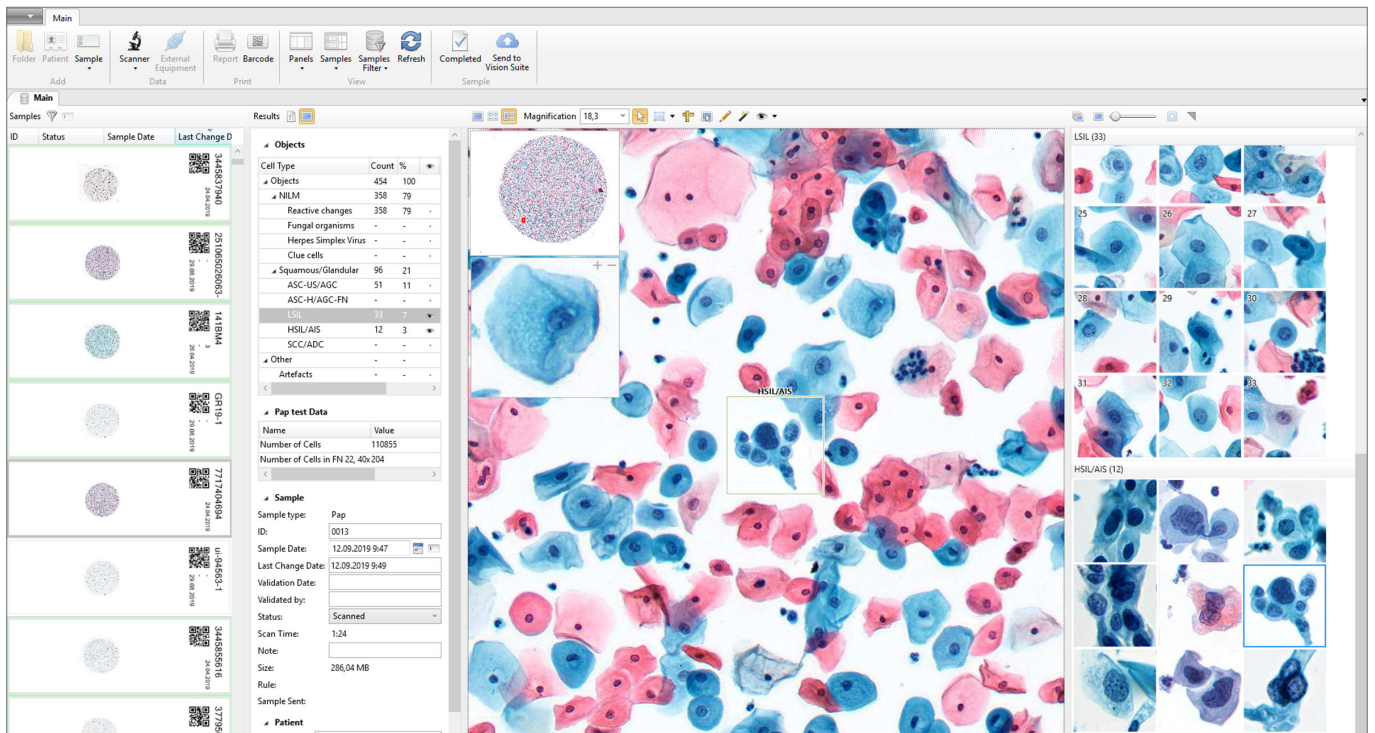 Main
Folder Patient Sample
Scanner External Equipment
Report Barcode
Panels Samples Samples Filter Refresh
Completed Send to Vision Suite
Add Data Print View Sample
Main
Samples
ID Status Sample Date Last Change D
3445837940
24.04.2019
251065026063-
29.08.2019
141BM4
3
26.04.2019
GR19-1
29.08.2019
7717404694
24.04.2019
ui-94563-1
29.08.2019
3445855616
24.04.2019
37795
Results
Objects
Cell Type Count %
Objects 454 100
NILM 358 79
Reactive changes 358 79 -
Fungal organisms - - -
Herpes Simplex Virus - - -
Clue cells - - -
Squamous/Glandular 96 21
ASC-US/AGC 51 11 -
ASC-H/AGC-FN - - -
LSIL 33 7
HSIL/AIS 12 3
SCC/ADC - - -
Other - -
Artefacts - - -
Pap test Data
Name Value
Number of Cells 110855
Number of Cells in FN 22, 40x 204
Sample
Sample type: Pap
ID: 0013
Sample Date: 12.09.2019 9:47
Last Change Date: 12.09.2019 9:49
Validation Date:
Validated by:
Status: Scanned
Scan Time: 1:24
Note:
Size: 286,04 MB
Rule:
Sample Sent:
Patient
Magnification 18,3
HSIL/AIS
LSIL (33)
25 26 27
28 29 30
31 32 33
HSIL/AIS (12)